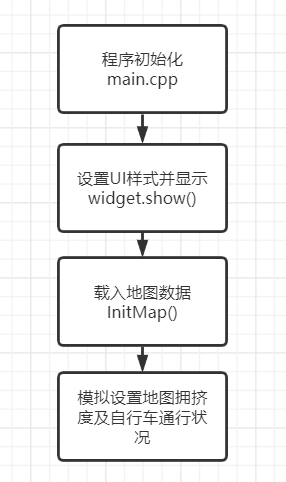 程序初始化
main.cpp
设置UI样式并显示
widget.show()
载入地图数据
InitMap()
模拟设置地图拥挤
度及自行车通行状
况